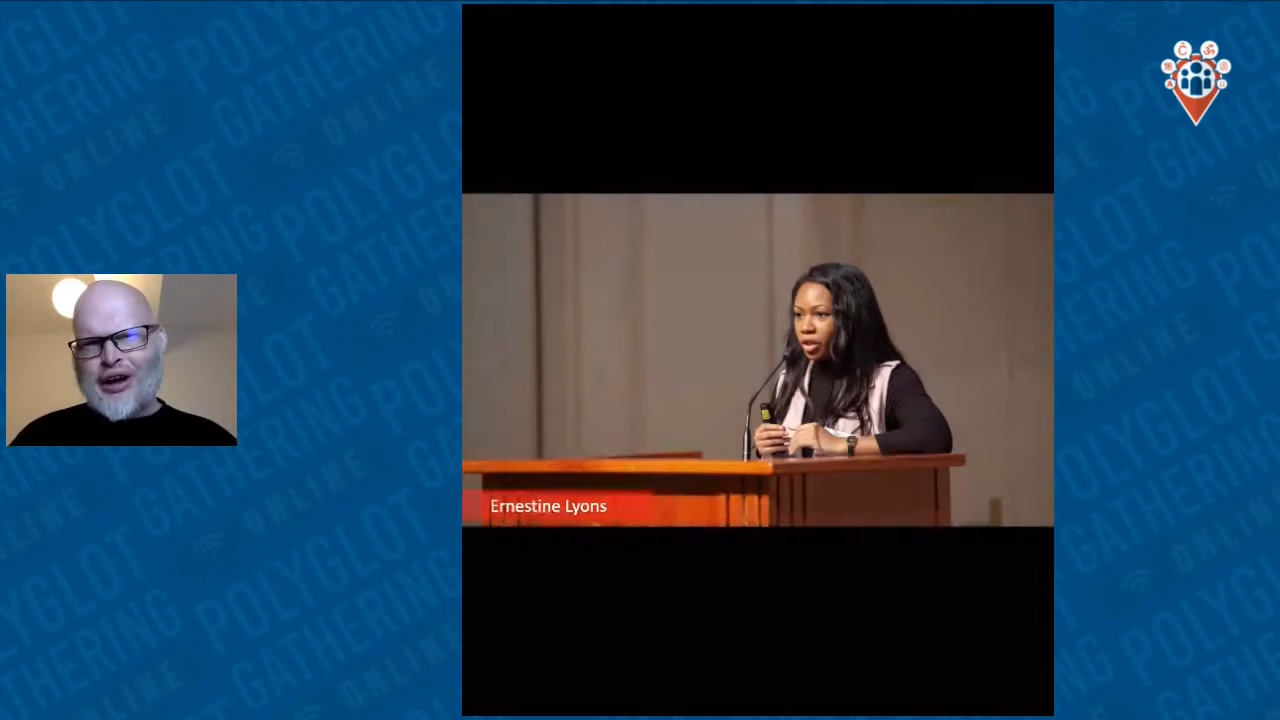 POLYGLOT
GATHERING
ONLINE
Ĉ
ॐ
Ernestine Lyons